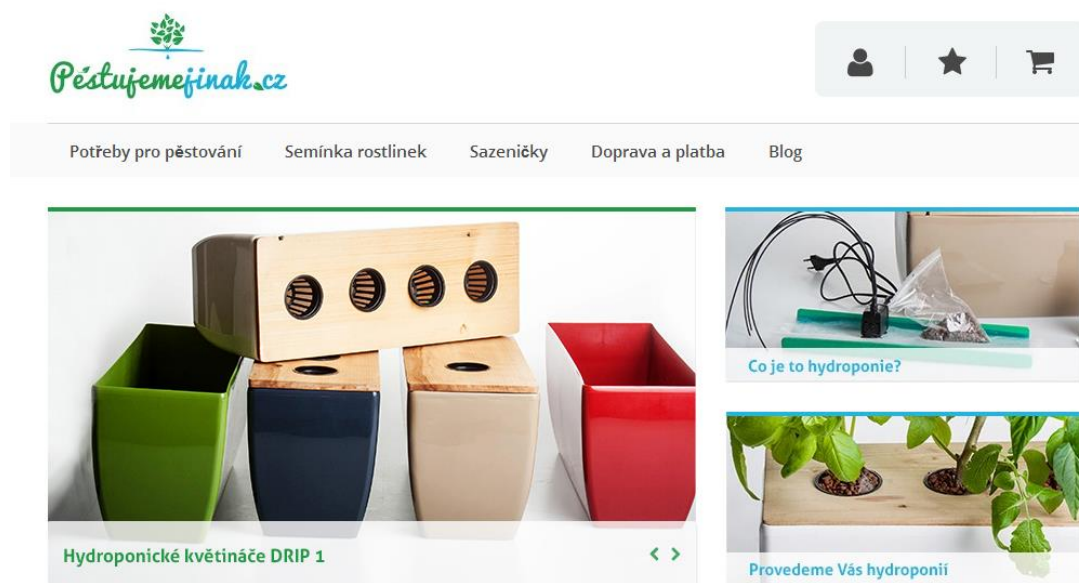 Pěstujemejinak.cz
Potřeby pro pěstování
Semínka rostlinek
Sazeničky
Doprava a platba
Blog
Hydroponické květináče DRIP 1
Co je to hydroponie?
Provedeme Vás hydroponií